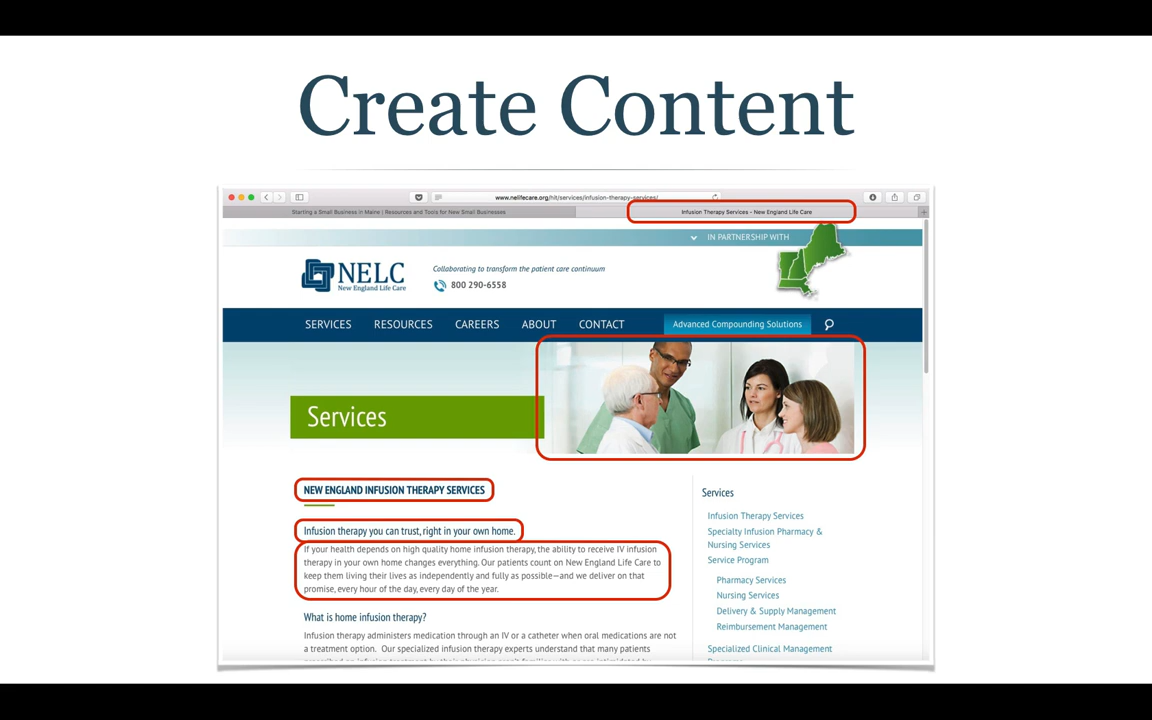 Create Content
www.nelifecare.org/hit/services/infusion-therapy-services/
Starting a Small Business in Maine | Resources and Tools for New Small Businesses
Infusion Therapy Services - New England Life Care
IN PARTNERSHIP WITH
NELC
New England Life Care
Collaborating to transform the patient care continuum
800 290-6558
SERVICES RESOURCES CAREERS ABOUT CONTACT Advanced Compounding Solutions
Services
NEW ENGLAND INFUSION THERAPY SERVICES
Infusion therapy you can trust, right in your own home.
If your health depends on high quality home infusion therapy, the ability to receive IV infusion
therapy in your own home changes everything. Our patients count on New England Life Care to
keep them living their lives as independently and fully as possible—and we deliver on that
promise, every hour of the day, every day of the year.
What is home infusion therapy?
Infusion therapy administers medication through an IV or a catheter when oral medications are not
a treatment option. Our specialized infusion therapy experts understand that many patients
Services
Infusion Therapy Services
Specialty Infusion Pharmacy &
Nursing Services
Service Program
Pharmacy Services
Nursing Services
Delivery & Supply Management
Reimbursement Management
Specialized Clinical Management